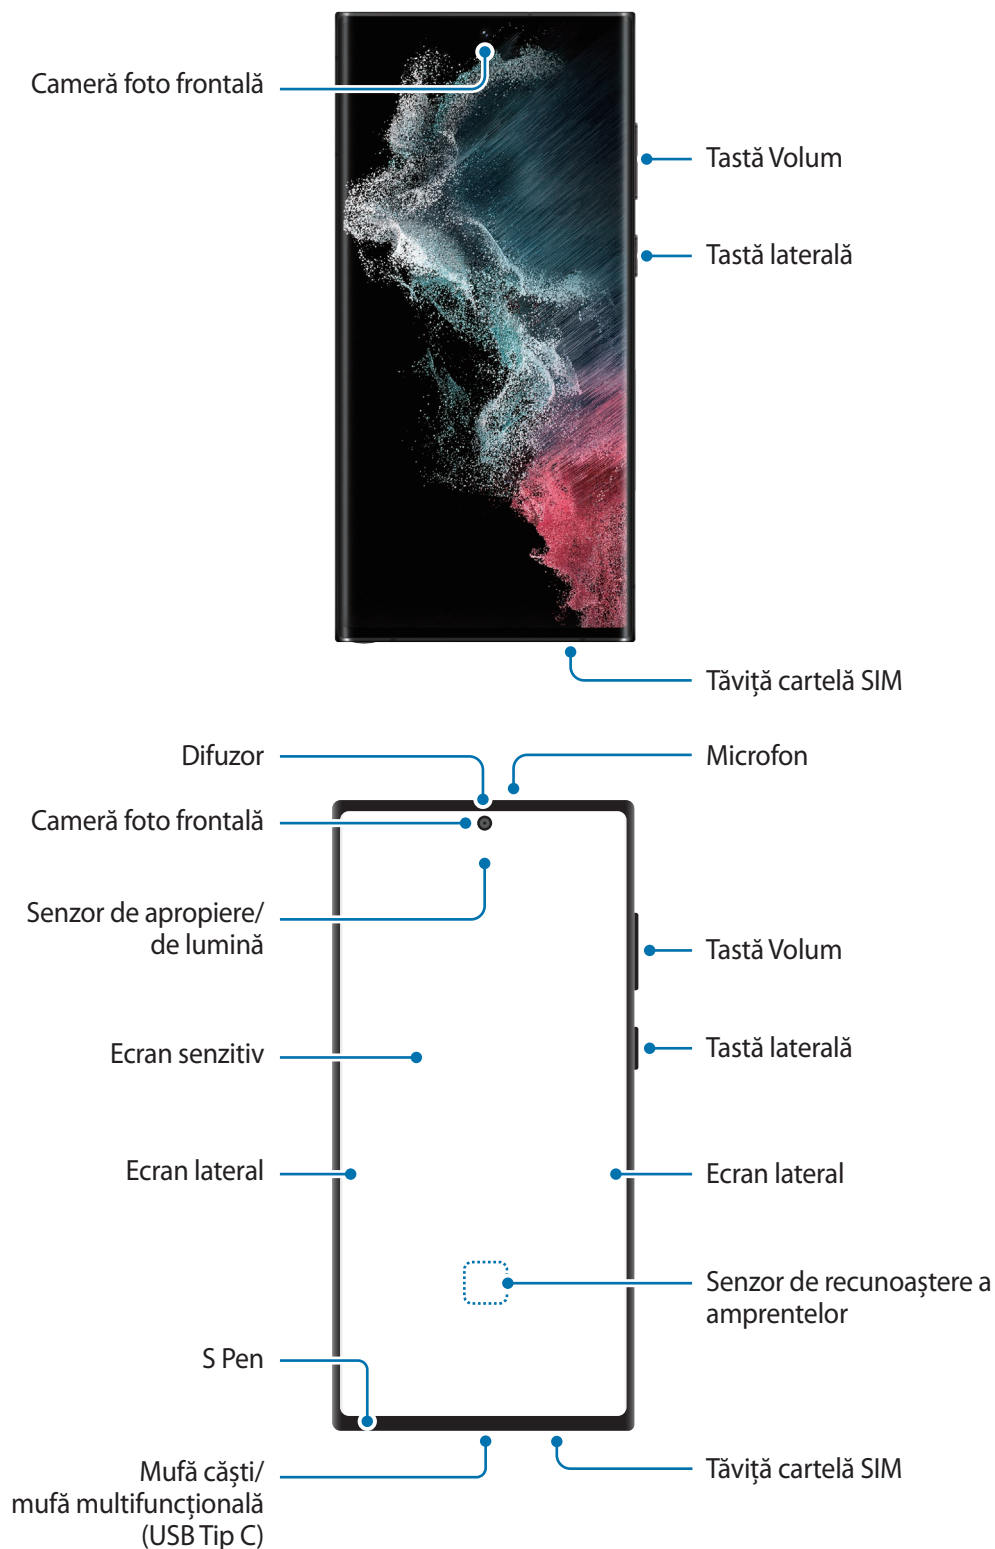 Cameră foto frontală
Tastă Volum
Tastă laterală
Tăviță cartelă SIM
Difuzor
Microfon
Cameră foto frontală
Senzor de apropiere/
de lumină
Tastă Volum
Ecran senzitiv
Tastă laterală
Ecran lateral
Ecran lateral
Senzor de recunoaștere a
amprentelor
S Pen
Mufă căști/
mufă multifuncțională
(USB Tip C)
Tăviță cartelă SIM